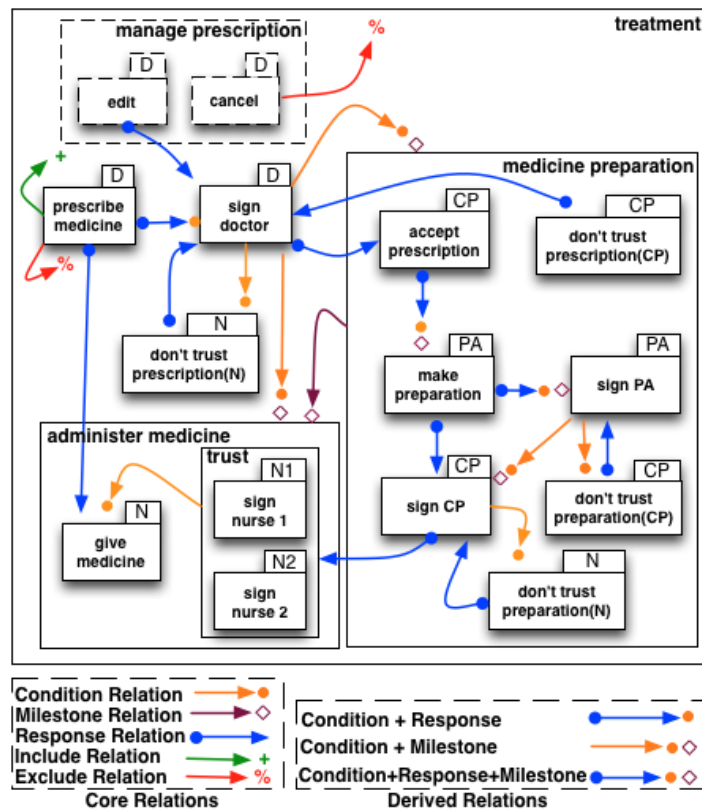 manage prescription
%
treatment
D
D
edit
cancel
+
D
prescribe
medicine
%
D
sign
doctor
medicine preparation
CP
accept
prescription
CP
don't trust
prescription(CP)
N
don't trust
prescription(N)
PA
make
preparation
PA
sign PA
administer medicine
trust
N1
sign
nurse 1
N
give
medicine
N2
sign
nurse 2
CP
sign CP
CP
don't trust
preparation(CP)
N
don't trust
preparation(N)
Condition Relation
Milestone Relation
Response Relation
Include Relation +
Exclude Relation %
Core Relations
Condition + Response
Condition + Milestone
Condition+Response+Milestone
Derived Relations